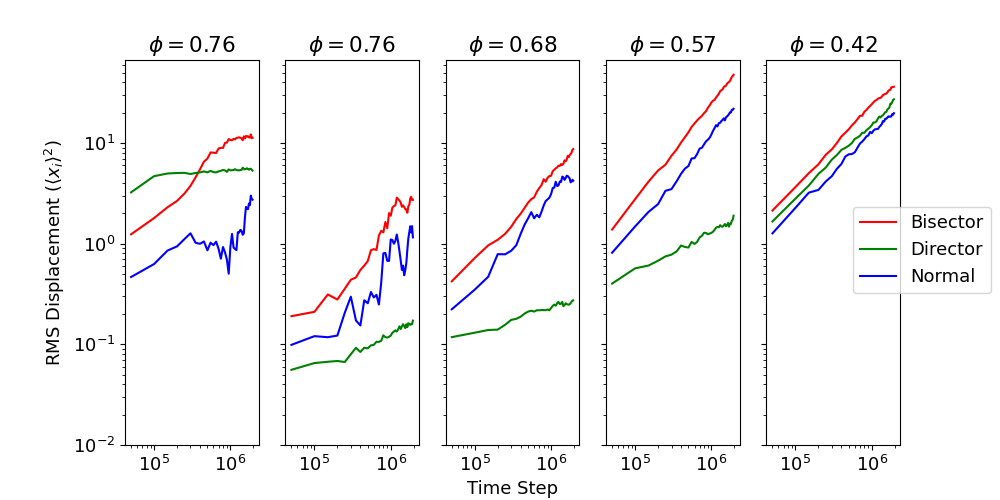 ϕ = 0.76 ϕ = 0.76 ϕ = 0.68 ϕ = 0.57 ϕ = 0.42
RMS Displacement (⟨x_i⟩²)
10¹
10⁰
10⁻¹
10⁻²
10⁵ 10⁶ 10⁵ 10⁶ 10⁵ 10⁶ 10⁵ 10⁶ 10⁵ 10⁶
Time Step
Bisector
Director
Normal